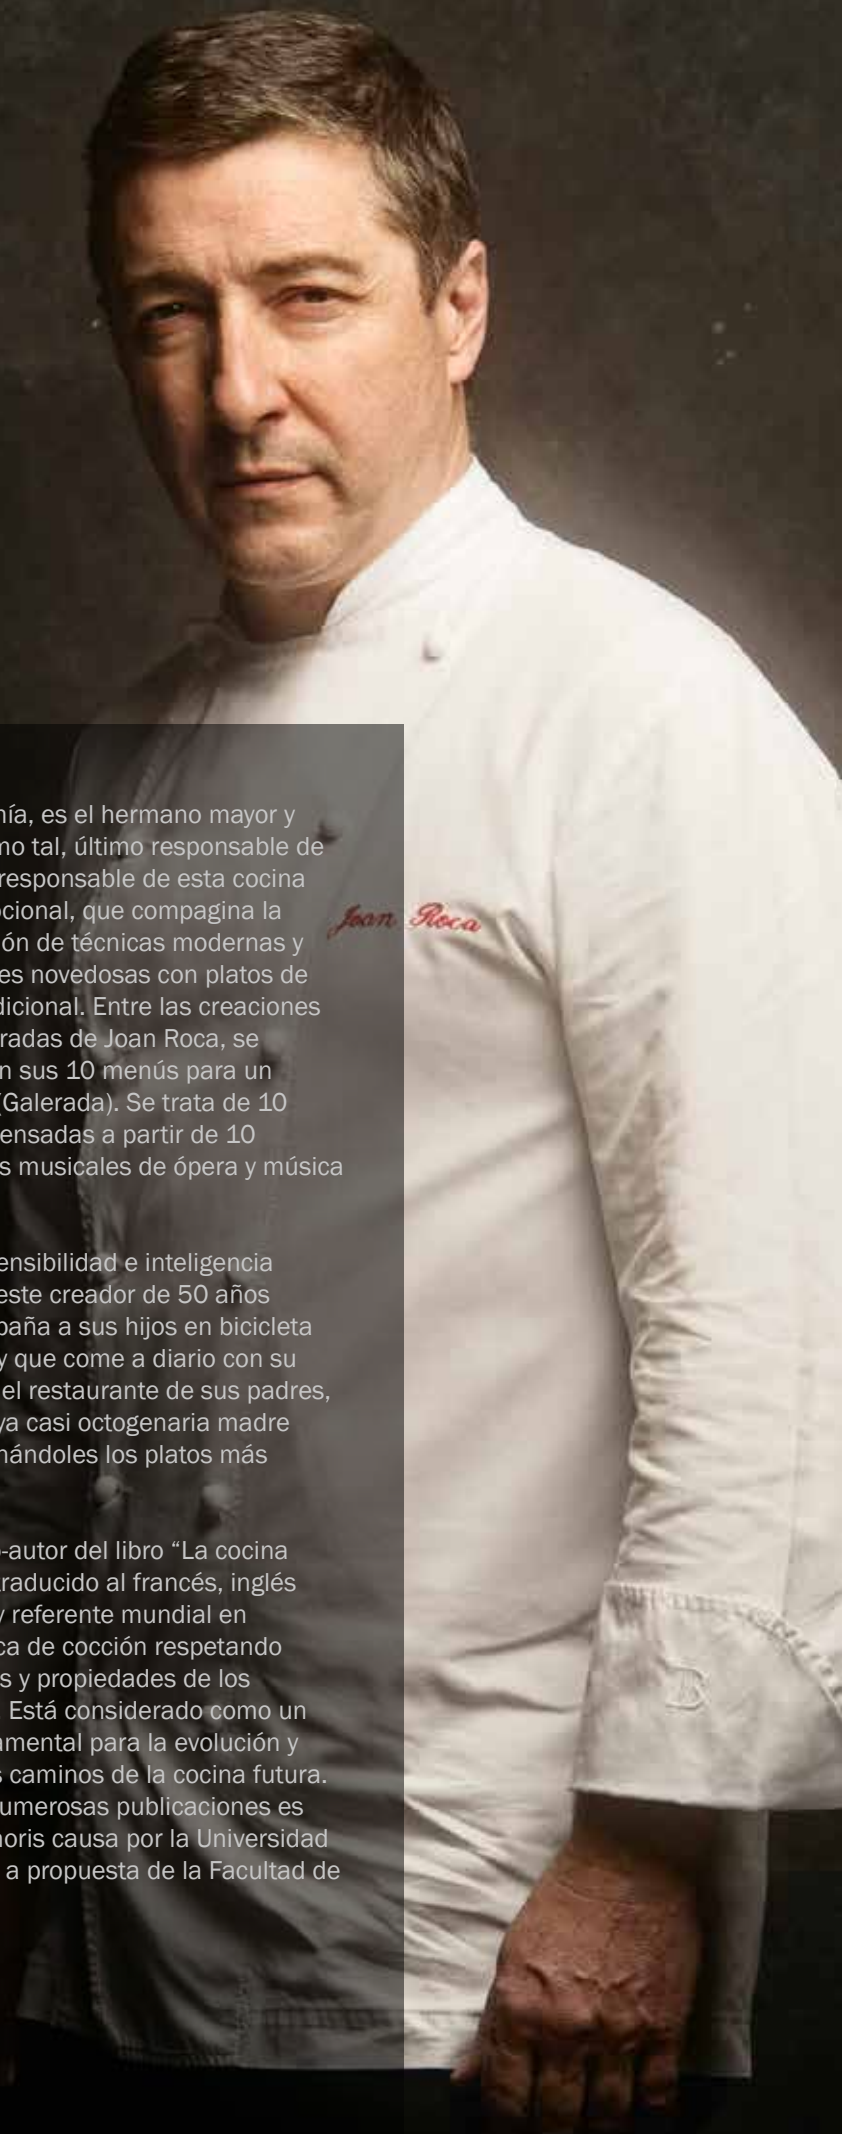 nía, es el hermano mayor y
mo tal, último responsable de
responsable de esta cocina
ocional, que compagina la
ión de técnicas modernas y
es novedosas con platos de
dicional. Entre las creaciones
radas de Joan Roca, se
n sus 10 menús para un
(Galerada). Se trata de 10
ensadas a partir de 10
s musicales de ópera y música
Joan Roca
ensibilidad e inteligencia
este creador de 50 años
paña a sus hijos en bicicleta
y que come a diario con su
el restaurante de sus padres,
ya casi octogenaria madre
nándoles los platos más
-autor del libro “La cocina
traducido al francés, inglés
y referente mundial en
ca de cocción respetando
s y propiedades de los
. Está considerado como un
amental para la evolución y
s caminos de la cocina futura.
umerosas publicaciones es
noris causa por la Universidad
a propuesta de la Facultad de